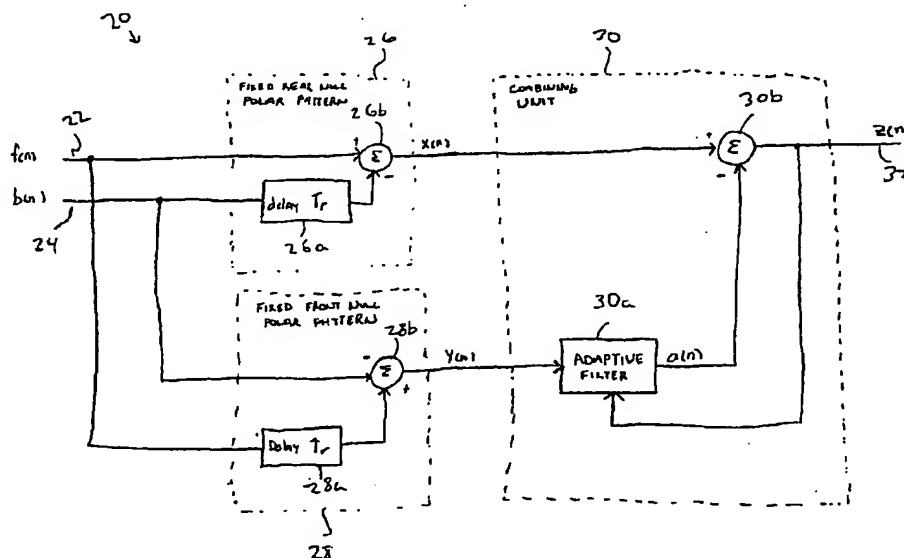 20
26
30
FIXED REAR NULL
POLAR PATTERN
COMBINING
UNIT
26b
30b
22
f(n)
+
Σ
x(n)
+
Σ
z(n)
32
b(n)
-
-
24
delay Tr
26a
FIXED FRONT NULL
POLAR PATTERN
28b
30a
-
Σ
y(n)
+
ADAPTIVE
FILTER
a(n)
Delay Tr
28a
28